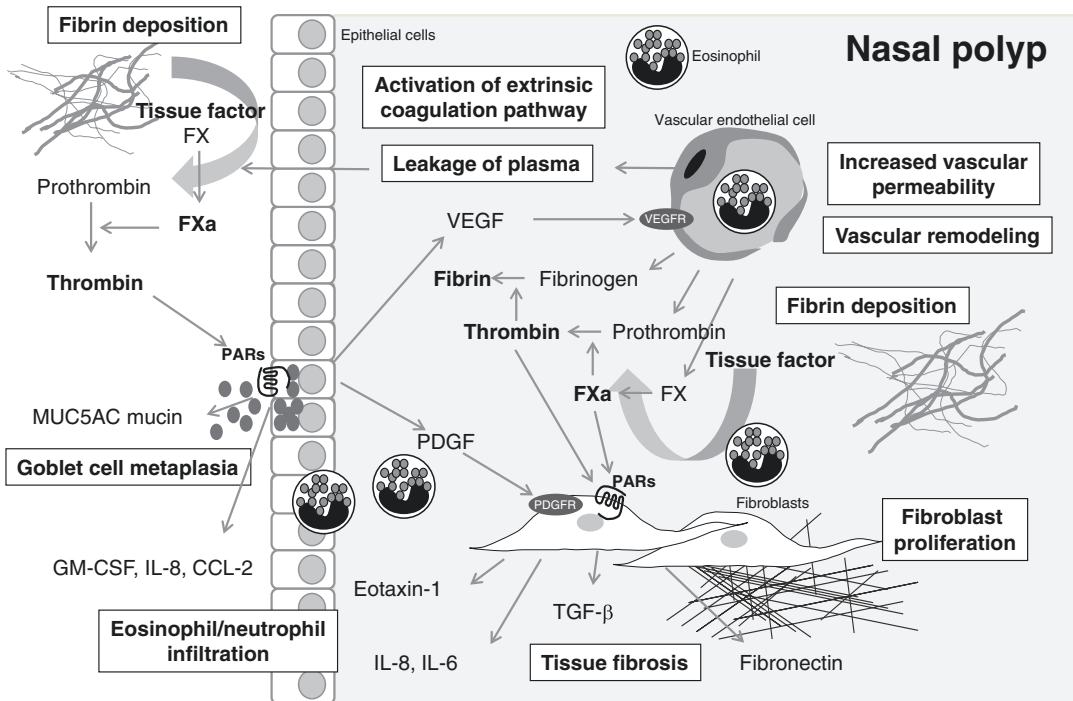 Fibrin deposition
Epithelial cells
Eosinophil
Nasal polyp
Activation of extrinsic
coagulation pathway
Tissue factor
FX
Vascular endothelial cell
Leakage of plasma
Increased vascular
permeability
Prothrombin
FXa
VEGF
VEGFR
Vascular remodeling
Thrombin
Fibrin
Fibrinogen
Fibrin deposition
Thrombin
Prothrombin
PARs
Tissue factor
FXa
FX
MUC5AC mucin
PDGF
Goblet cell metaplasia
PARs
PDGFR
Fibroblasts
Fibroblast
proliferation
GM-CSF, IL-8, CCL-2
Eotaxin-1
TGF-β
Eosinophil/neutrophil
infiltration
IL-8, IL-6
Tissue fibrosis
Fibronectin